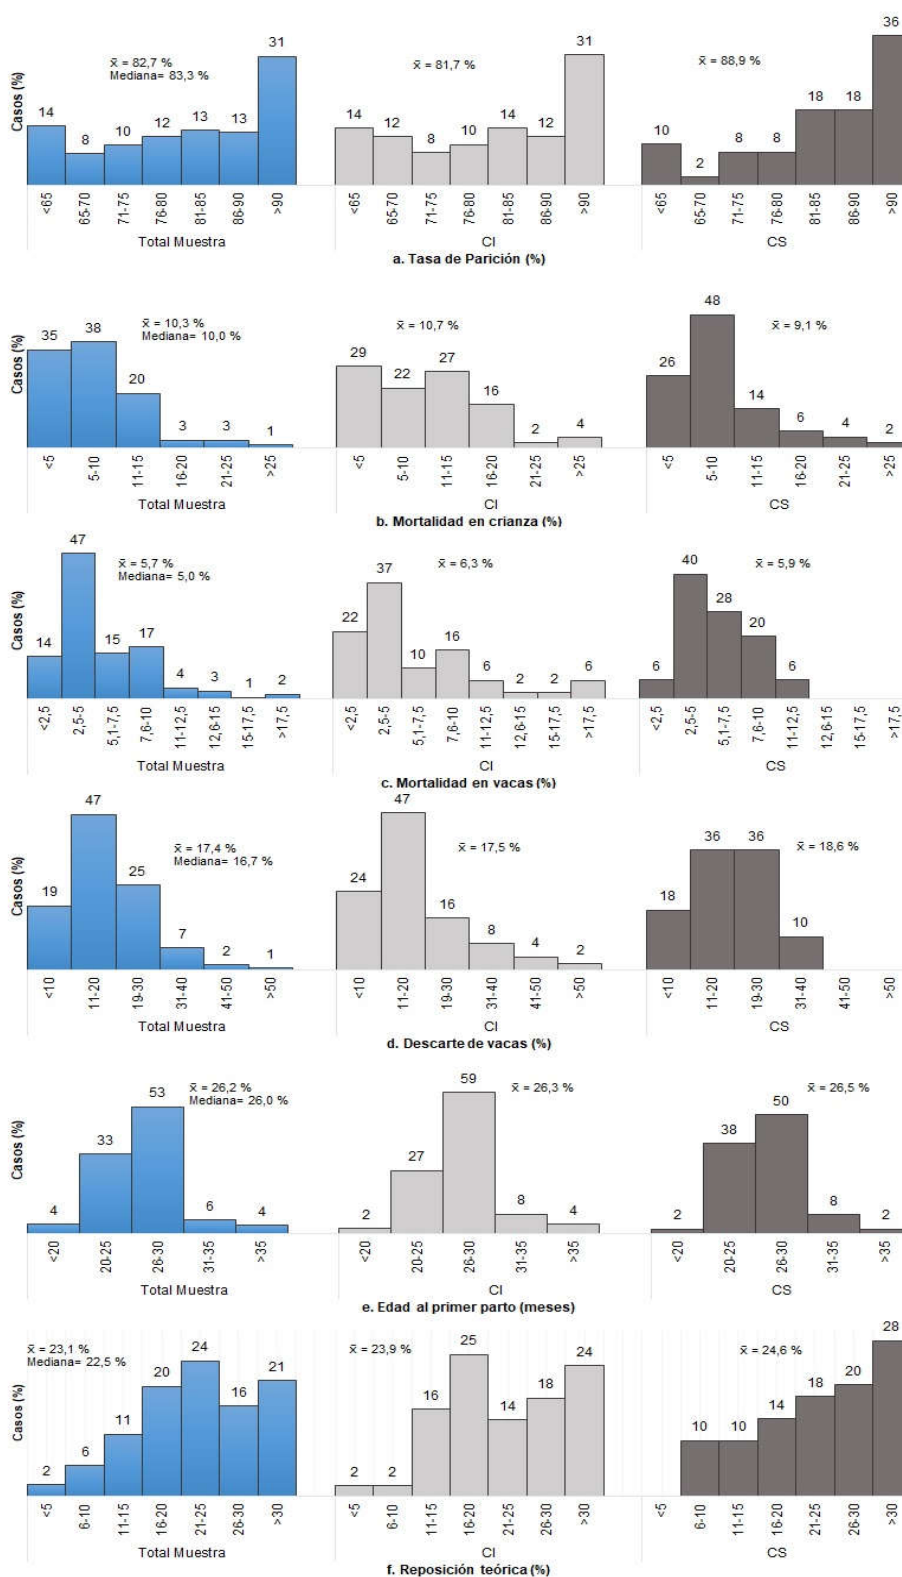 31 31 36
x̄ = 82,7 % x̄ = 81,7 % x̄ = 88,9 %
Mediana= 83,3 %
Casos (%)
14 8 10 12 13 13 14 12 8 10 14 12 10 2 8 8 18 18
<65 65-70 71-75 76-80 81-85 86-90 >90 <65 65-70 71-75 76-80 81-85 86-90 >90 <65 65-70 71-75 76-80 81-85 86-90 >90
Total Muestra CI CS
a. Tasa de Parición (%)
x̄ = 10,3 % x̄ = 10,7 % x̄ = 9,1 %
Mediana= 10,0 %
Casos (%)
35 38 20 3 3 1 29 22 27 16 2 4 26 48 14 6 4 2
<5 5-10 11-15 16-20 21-25 >25 <5 5-10 11-15 16-20 21-25 >25 <5 5-10 11-15 16-20 21-25 >25
Total Muestra CI CS
b. Mortalidad en crianza (%)
x̄ = 5,7 % x̄ = 6,3 % x̄ = 5,9 %
Mediana= 5,0 %
Casos (%)
14 47 15 17 4 3 1 2 22 37 10 16 6 2 2 6 6 40 28 20 6
<2,5 2,5-5 5,1-7,5 7,6-10 11-12,5 12,6-15 15-17,5 >17,5 <2,5 2,5-5 5,1-7,5 7,6-10 11-12,5 12,6-15 15-17,5 >17,5 <2,5 2,5-5 5,1-7,5 7,6-10 11-12,5 12,6-15 15-17,5 >17,5
Total Muestra CI CS
c. Mortalidad en vacas (%)
x̄ = 17,4 % x̄ = 17,5 % x̄ = 18,6 %
Mediana= 16,7 %
Casos (%)
19 47 25 7 2 1 24 47 16 8 4 2 18 36 36 10
<10 11-20 19-30 31-40 41-50 >50 <10 11-20 19-30 31-40 41-50 >50 <10 11-20 19-30 31-40 41-50 >50
Total Muestra CI CS
d. Descarte de vacas (%)
x̄ = 26,2 % x̄ = 26,3 % x̄ = 26,5 %
Mediana= 26,0 %
Casos (%)
4 33 53 6 4 2 27 59 8 4 2 38 50 8 2
<20 20-25 26-30 31-35 >35 <20 20-25 26-30 31-35 >35 <20 20-25 26-30 31-35 >35
Total Muestra CI CS
e. Edad al primer parto (meses)
x̄ = 23,1 % x̄ = 23,9 % x̄ = 24,6 %
Mediana= 22,5 %
Casos (%)
2 6 11 20 24 16 21 2 2 16 25 14 18 24 10 10 14 18 20 28
<5 6-10 11-15 16-20 21-25 26-30 >30 <5 6-10 11-15 16-20 21-25 26-30 >30 <5 6-10 11-15 16-20 21-25 26-30 >30
Total Muestra CI CS
f. Reposición teórica (%)